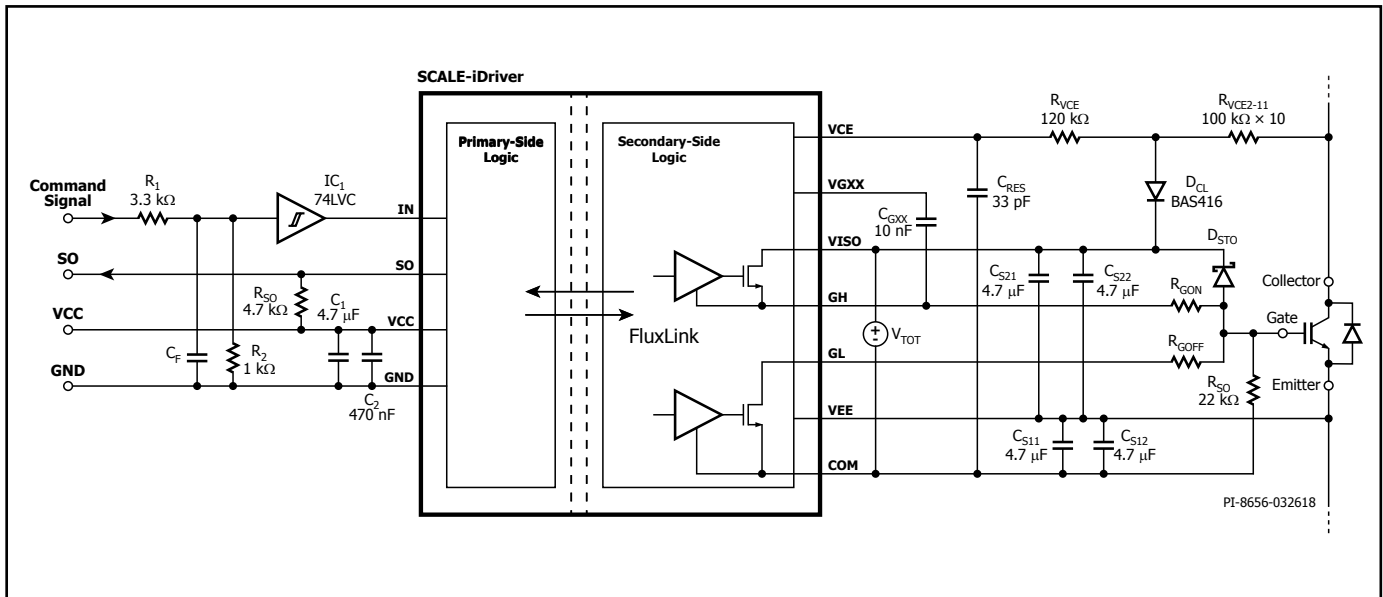 SCALE-iDriver
Primary-Side
Logic
Secondary-Side
Logic
FluxLink
Command
Signal
SO
VCC
GND
R1
3.3 kΩ
IC1
74LVC
RSO
4.7 kΩ
C1
4.7 μF
CF
R2
1 kΩ
C2
470 nF
IN
SO
VCC
GND
VCE
VGXX
VISO
GH
GL
VEE
COM
RVCE
120 kΩ
RVCE2-11
100 kΩ × 10
CRES
33 pF
DCL
BAS416
CGXX
10 nF
DSTO
CS21
4.7 μF
CS22
4.7 μF
RGON
VTOT
RGOFF
Collector
Gate
Emitter
RSO
22 kΩ
CS11
4.7 μF
CS12
4.7 μF
PI-8656-032618